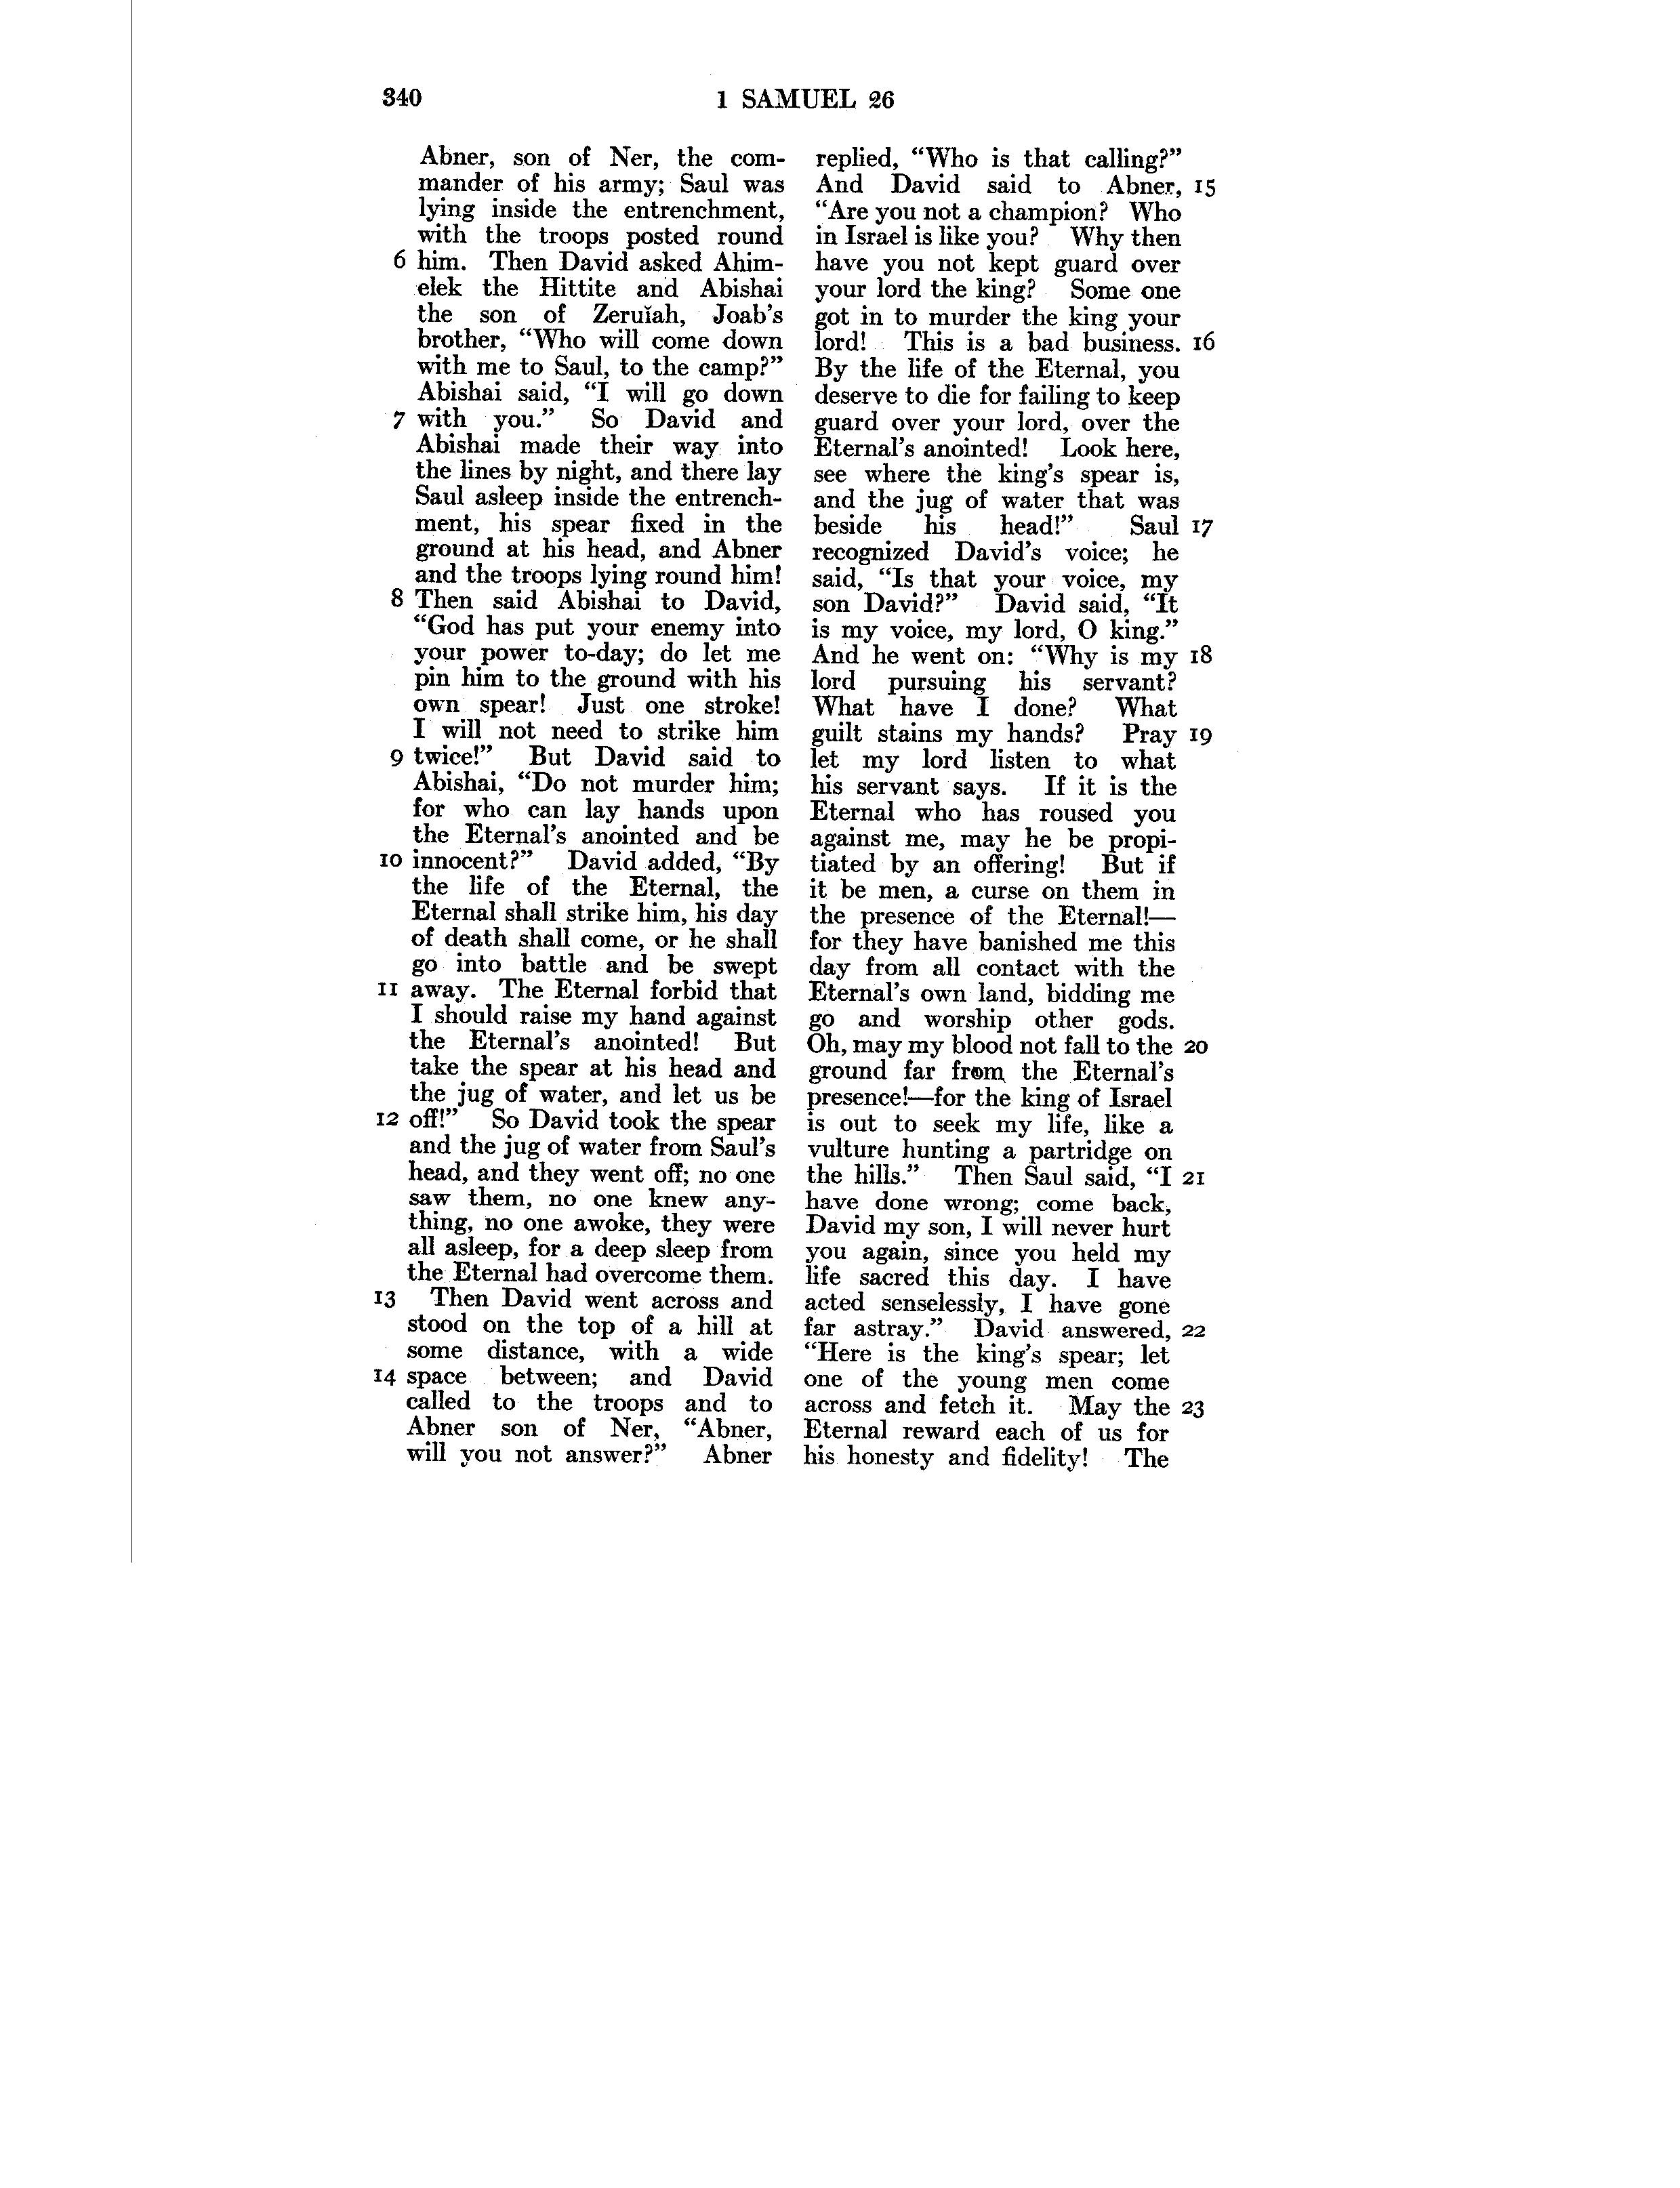 340
1 SAMUEL 26
Abner, son of Ner, the com-
mander of his army; Saul was
lying inside the entrenchment,
with the troops posted round
6 him. Then David asked Ahim-
elek the Hittite and Abishai
the son of Zeruïah, Joab's
brother, “Who will come down
with me to Saul, to the camp?”
Abishai said, “I will go down
7 with you.” So David and
Abishai made their way into
the lines by night, and there lay
Saul asleep inside the entrench-
ment, his spear fixed in the
ground at his head, and Abner
and the troops lying round him!
8 Then said Abishai to David,
“God has put your enemy into
your power to-day; do let me
pin him to the ground with his
own spear! Just one stroke!
I will not need to strike him
9 twice!” But David said to
Abishai, “Do not murder him;
for who can lay hands upon
the Eternal's anointed and be
10 innocent?” David added, “By
the life of the Eternal, the
Eternal shall strike him, his day
of death shall come, or he shall
go into battle and be swept
11 away. The Eternal forbid that
I should raise my hand against
the Eternal's anointed! But
take the spear at his head and
the jug of water, and let us be
12 off!” So David took the spear
and the jug of water from Saul's
head, and they went off; no one
saw them, no one knew any-
thing, no one awoke, they were
all asleep, for a deep sleep from
the Eternal had overcome them.
13 Then David went across and
stood on the top of a hill at
some distance, with a wide
14 space between; and David
called to the troops and to
Abner son of Ner, “Abner,
will you not answer?” Abner
replied, “Who is that calling?”
And David said to Abner, 15
“Are you not a champion? Who
in Israel is like you? Why then
have you not kept guard over
your lord the king? Some one
got in to murder the king your
lord! This is a bad business. 16
By the life of the Eternal, you
deserve to die for failing to keep
guard over your lord, over the
Eternal's anointed! Look here,
see where the king's spear is,
and the jug of water that was
beside his head!” Saul 17
recognized David's voice; he
said, “Is that your voice, my
son David?” David said, “It
is my voice, my lord, O king.”
And he went on: “Why is my 18
lord pursuing his servant?
What have I done? What
guilt stains my hands? Pray 19
let my lord listen to what
his servant says. If it is the
Eternal who has roused you
against me, may he be propi-
tiated by an offering! But if
it be men, a curse on them in
the presence of the Eternal!—
for they have banished me this
day from all contact with the
Eternal's own land, bidding me
go and worship other gods.
Oh, may my blood not fall to the 20
ground far from the Eternal's
presence!—for the king of Israel
is out to seek my life, like a
vulture hunting a partridge on
the hills.” Then Saul said, “I 21
have done wrong; come back,
David my son, I will never hurt
you again, since you held my
life sacred this day. I have
acted senselessly, I have gone
far astray.” David answered, 22
“Here is the king's spear; let
one of the young men come
across and fetch it. May the 23
Eternal reward each of us for
his honesty and fidelity! The